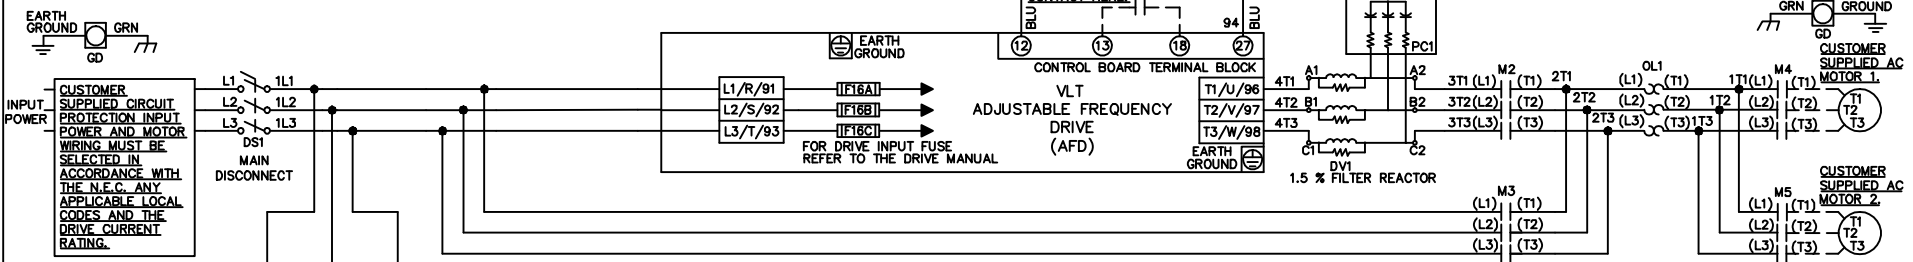 EARTH
GROUND
GRN
GD
INPUT
POWER
CUSTOMER
SUPPLIED CIRCUIT
PROTECTION INPUT
POWER AND MOTOR
WIRING MUST BE
SELECTED IN
ACCORDANCE WITH
THE N.E.C. ANY
APPLICABLE LOCAL
CODES AND THE
DRIVE CURRENT
RATING.
L1 1L1
L2 1L2
L3 1L3
DS1
MAIN
DISCONNECT
BLU
94
BLU
EARTH
GROUND
12 13 18 27
CONTROL BOARD TERMINAL BLOCK
L1/R/91
L2/S/92
L3/T/93
F16A
F16B
F16C
FOR DRIVE INPUT FUSE
REFER TO THE DRIVE MANUAL
VLT
ADJUSTABLE FREQUENCY
DRIVE
(AFD)
T1/U/96
T2/V/97
T3/W/98
EARTH
GROUND
4T1
4T2
4T3
A1 A2
B1 B2
C1 C2
PC1
DV1
1.5 % FILTER REACTOR
M2
3T1 (L1) (T1) 2T1
3T2 (L2) (T2) 2T2
3T3 (L3) (T3) 2T3
M3
(L1) (T1)
(L2) (T2)
(L3) (T3)
OL1
(L1) (T1) 1T1
(L2) (T2) 1T2
(L3) (T3) 1T3
M4
(L1) (T1)
(L2) (T2)
(L3) (T3)
GRN
GROUND
GD
CUSTOMER
SUPPLIED AC
MOTOR 1.
T1
T2
T3
M5
(L1) (T1)
(L2) (T2)
(L3) (T3)
CUSTOMER
SUPPLIED AC
MOTOR 2.
T1
T2
T3